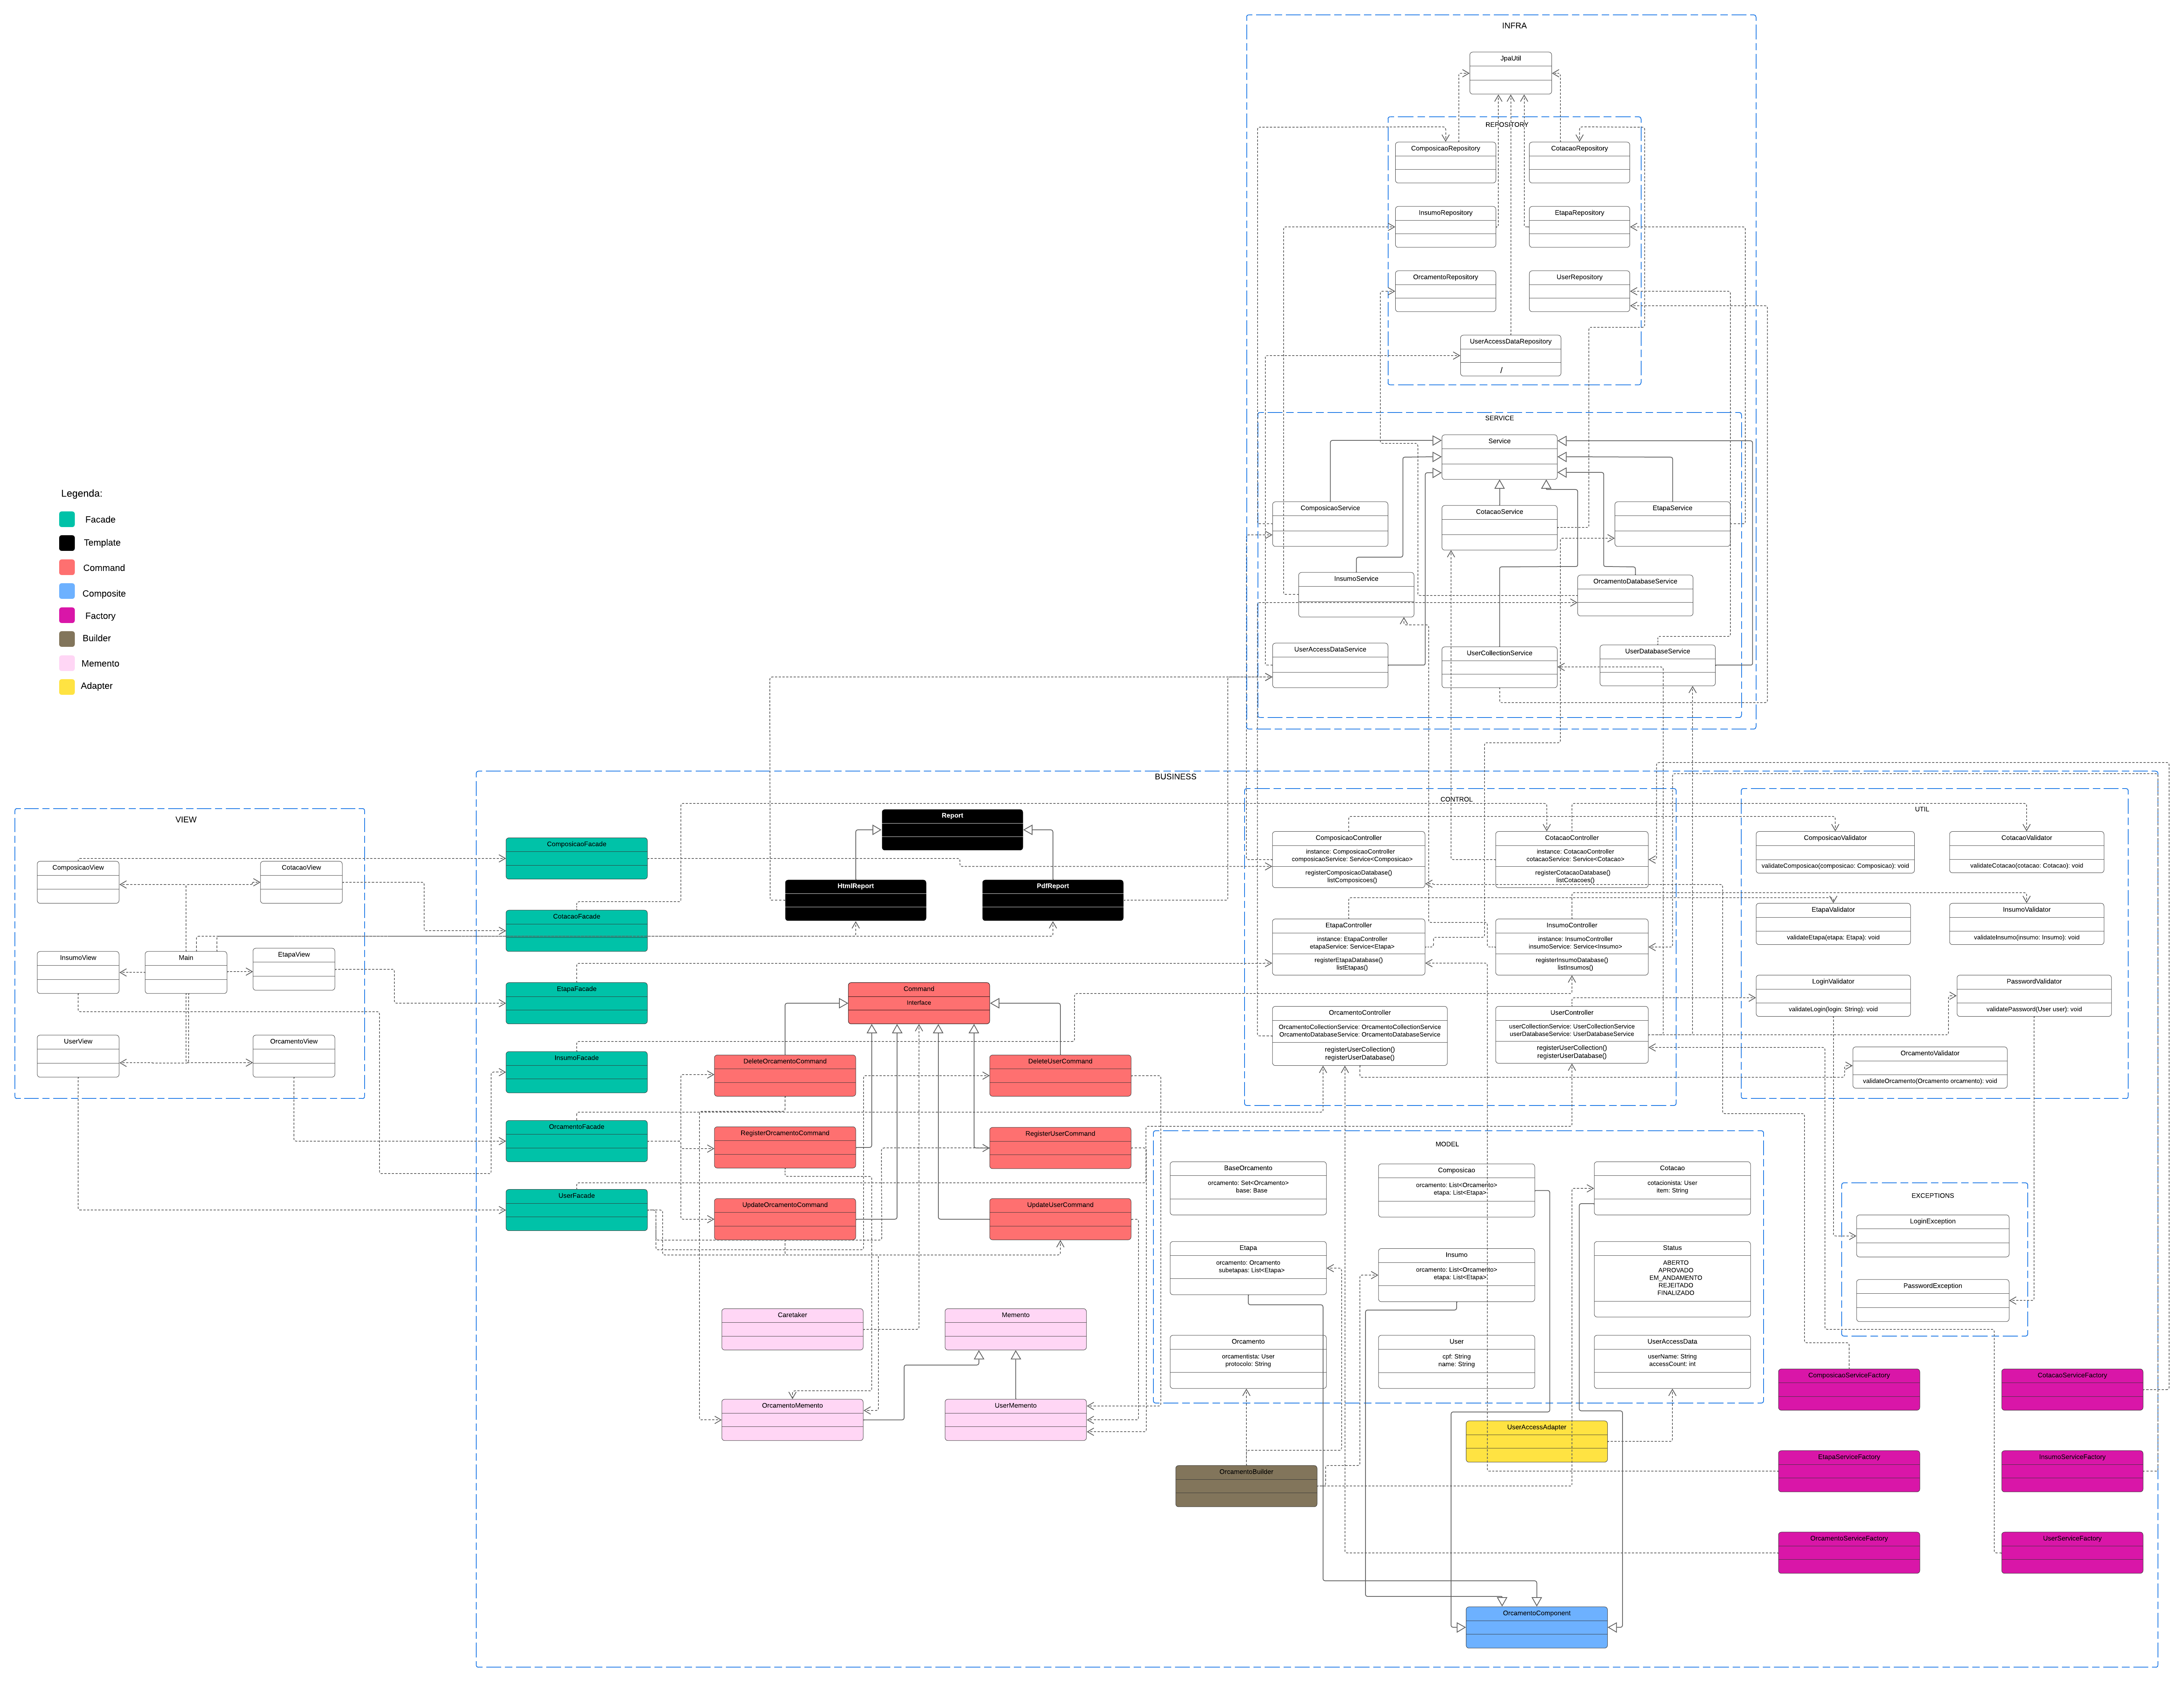 INFRA
JpaUtil
REPOSITORY
ComposicaoRepository
CotacaoRepository
InsumoRepository
EtapaRepository
OrcamentoRepository
UserRepository
UserAccessDataRepository
/
SERVICE
Service
ComposicaoService
CotacaoService
EtapaService
InsumoService
OrcamentoDatabaseService
UserAccessDataService
UserCollectionService
UserDatabaseService
Legenda:
Facade
Template
Command
Composite
Factory
Builder
Memento
Adapter
VIEW
ComposicaoView
CotacaoView
InsumoView
Main
EtapaView
UserView
OrcamentoView
BUSINESS
ComposicaoFacade
CotacaoFacade
EtapaFacade
InsumoFacade
OrcamentoFacade
UserFacade
Report
HtmlReport
PdfReport
Command
Interface
DeleteOrcamentoCommand
DeleteUserCommand
RegisterOrcamentoCommand
RegisterUserCommand
UpdateOrcamentoCommand
UpdateUserCommand
Caretaker
Memento
OrcamentoMemento
UserMemento
CONTROL
ComposicaoController
instance: ComposicaoController
composicaoService: Service<Composicao>
registerComposicaoDatabase()
listComposicoes()
CotacaoController
instance: CotacaoController
cotacaoService: Service<Cotacao>
registerCotacaoDatabase()
listCotacoes()
EtapaController
instance: EtapaController
etapaService: Service<Etapa>
registerEtapaDatabase()
listEtapas()
InsumoController
instance: InsumoController
insumoService: Service<Insumo>
registerInsumoDatabase()
listInsumos()
OrcamentoController
OrcamentoCollectionService: OrcamentoCollectionService
OrcamentoDatabaseService: OrcamentoDatabaseService
registerUserCollection()
registerUserDatabase()
UserController
userCollectionService: UserCollectionService
userDatabaseService: UserDatabaseService
registerUserCollection()
registerUserDatabase()
UTIL
ComposicaoValidator
validateComposicao(composicao: Composicao): void
CotacaoValidator
validateCotacao(cotacao: Cotacao): void
EtapaValidator
validateEtapa(etapa: Etapa): void
InsumoValidator
validateInsumo(insumo: Insumo): void
LoginValidator
validateLogin(login: String): void
PasswordValidator
validatePassword(User user): void
OrcamentoValidator
validateOrcamento(Orcamento orcamento): void
MODEL
BaseOrcamento
orcamento: Set<Orcamento>
base: Base
Composicao
orcamento: List<Orcamento>
etapa: List<Etapa>
Cotacao
cotacionista: User
item: String
Etapa
orcamento: Orcamento
subetapas: List<Etapa>
Insumo
orcamento: List<Orcamento>
etapa: List<Etapa>
Status
ABERTO
APROVADO
EM_ANDAMENTO
REJEITADO
FINALIZADO
Orcamento
orcamentista: User
protocolo: String
User
cpf: String
name: String
UserAccessData
userName: String
accessCount: int
EXCEPTIONS
LoginException
PasswordException
UserAccessAdapter
OrcamentoBuilder
OrcamentoComponent
ComposicaoServiceFactory
CotacaoServiceFactory
EtapaServiceFactory
InsumoServiceFactory
OrcamentoServiceFactory
UserServiceFactory